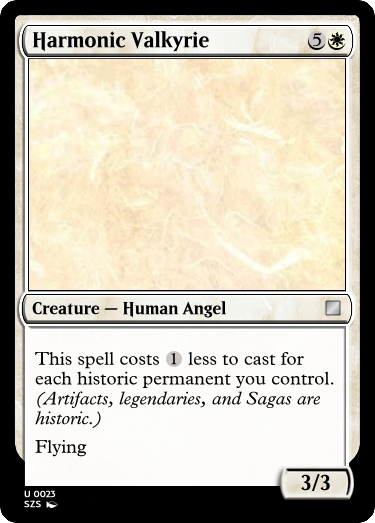 Harmonic Valkyrie 5
Creature — Human Angel
This spell costs 1 less to cast for
each historic permanent you control.
(Artifacts, legendaries, and Sagas are
historic.)
Flying
3/3
U 0023
SZS